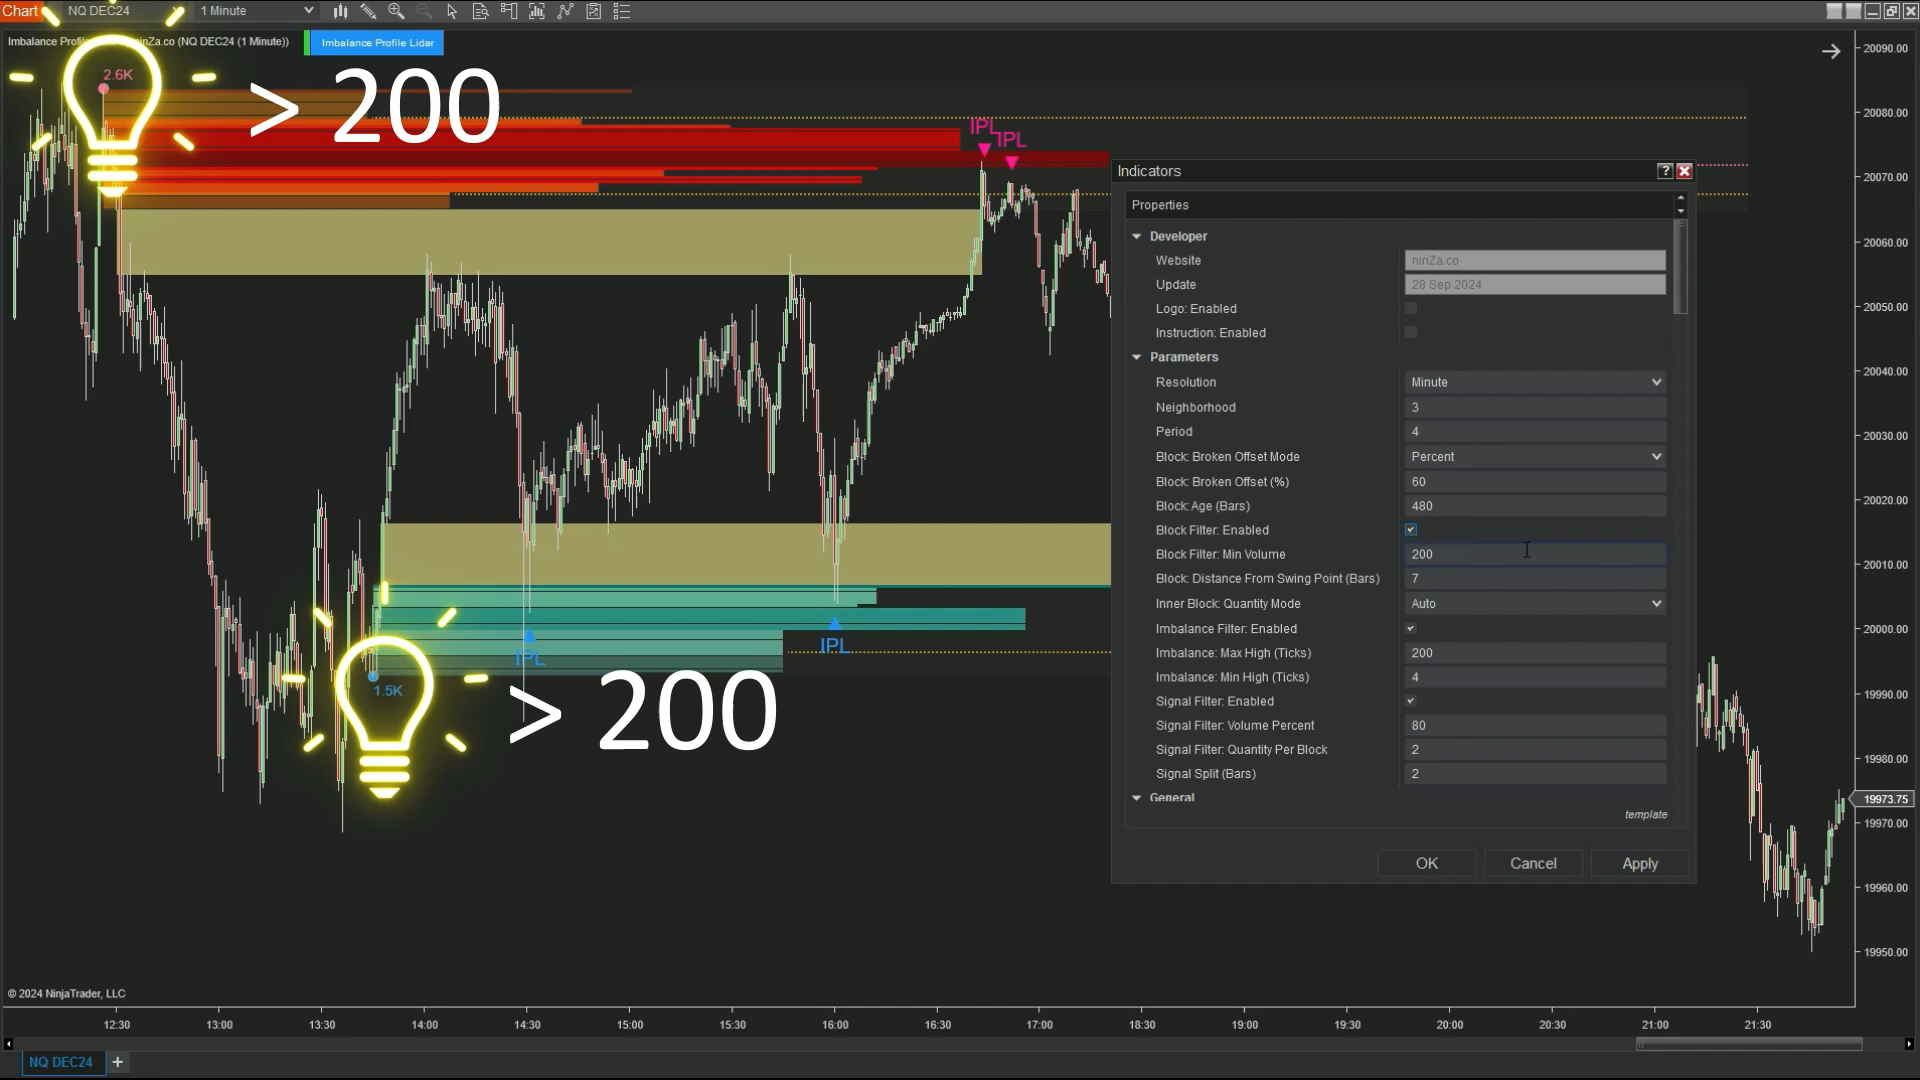 Chart
NQ DEC24
1 Minute
(NQ DEC24 (1 Minute))
Imbalance Profile Lidar
2.6K
> 200
IPL
IPL
IPL
IPL
1.5K
> 200
Indicators
?
Properties
Developer
Website ninZa.co
Update 28 Sep 2024
Logo: Enabled
Instruction: Enabled
Parameters
Resolution Minute
Neighborhood 3
Period 4
Block: Broken Offset Mode Percent
Block: Broken Offset (%) 60
Block: Age (Bars) 480
Block Filter: Enabled
Block Filter: Min Volume 200
Block: Distance From Swing Point (Bars) 7
Inner Block: Quantity Mode Auto
Imbalance Filter: Enabled
Imbalance: Max High (Ticks) 200
Imbalance: Min High (Ticks) 4
Signal Filter: Enabled
Signal Filter: Volume Percent 80
Signal Filter: Quantity Per Block 2
Signal Split (Bars) 2
General
template
OK Cancel Apply
20090.00
20080.00
20070.00
20060.00
20050.00
20040.00
20030.00
20020.00
20010.00
20000.00
19990.00
19980.00
19973.75
19970.00
19960.00
19950.00
© 2024 NinjaTrader, LLC
12:30 13:00 13:30 14:00 14:30 15:00 15:30 16:00 16:30 17:00 18:30 19:00 19:30 20:00 20:30 21:00 21:30
NQ DEC24 +